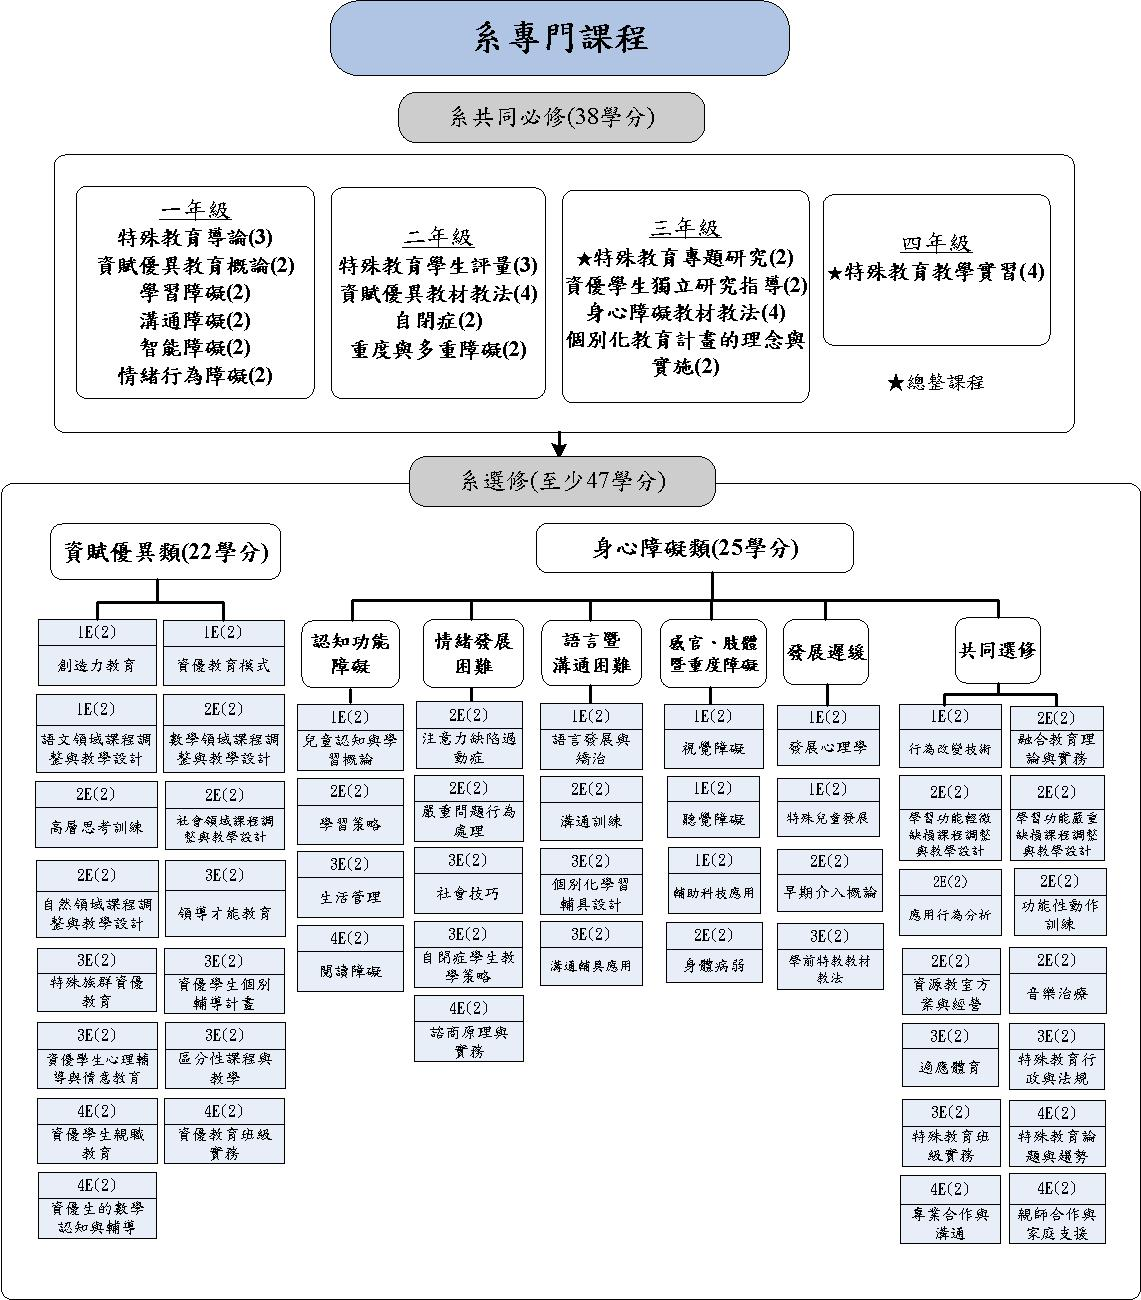 系專門課程
系共同必修(38學分)
一年級
特殊教育導論(3)
資賦優異教育概論(2)
學習障礙(2)
溝通障礙(2)
智能障礙(2)
情緒行為障礙(2)
二年級
特殊教育學生評量(3)
資賦優異教材教法(4)
自閉症(2)
重度與多重障礙(2)
三年級
★特殊教育專題研究(2)
資優學生獨立研究指導(2)
身心障礙教材教法(4)
個別化教育計畫的理念與
實施(2)
四年級
★特殊教育教學實習(4)
★總整課程
系選修(至少47學分)
資賦優異類(22學分)
1E(2)
創造力教育
1E(2)
資優教育模式
1E(2)
語文領域課程調
整與教學設計
2E(2)
數學領域課程調
整與教學設計
2E(2)
高層思考訓練
2E(2)
社會領域課程調
整與教學設計
2E(2)
自然領域課程調
整與教學設計
3E(2)
領導才能教育
3E(2)
特殊族群資優
教育
3E(2)
資優學生個別
輔導計畫
3E(2)
資優學生心理輔
導與情意教育
3E(2)
區分性課程與
教學
4E(2)
資優學生親職
教育
4E(2)
資優教育班級
實務
4E(2)
資優生的數學
認知與輔導
身心障礙類(25學分)
認知功能
障礙
1E(2)
兒童認知與學
習概論
2E(2)
學習策略
3E(2)
生活管理
4E(2)
閱讀障礙
情緒發展
困難
2E(2)
注意力缺陷過
動症
2E(2)
嚴重問題行為
處理
3E(2)
社會技巧
3E(2)
自閉症學生教
學策略
4E(2)
諮商原理與
實務
語言暨
溝通困難
1E(2)
語言發展與
矯治
2E(2)
溝通訓練
3E(2)
個別化學習
輔具設計
3E(2)
溝通輔具應用
感官、肢體
暨重度障礙
1E(2)
視覺障礙
1E(2)
聽覺障礙
1E(2)
輔助科技應用
2E(2)
身體病弱
發展遲緩
1E(2)
發展心理學
1E(2)
特殊兒童發展
2E(2)
早期介入概論
3E(2)
學前特教教材
教法
共同選修
1E(2)
行為改變技術
2E(2)
融合教育理
論與實務
2E(2)
學習功能輕微
缺損課程調整
與教學設計
2E(2)
學習功能嚴重
缺損課程調整
與教學設計
2E(2)
應用行為分析
2E(2)
功能性動作
訓練
2E(2)
資源教室方
案與經營
2E(2)
音樂治療
3E(2)
適應體育
3E(2)
特殊教育行
政與法規
3E(2)
特殊教育班
級實務
4E(2)
特殊教育論
題與趨勢
4E(2)
專業合作與
溝通
4E(2)
親師合作與
家庭支援